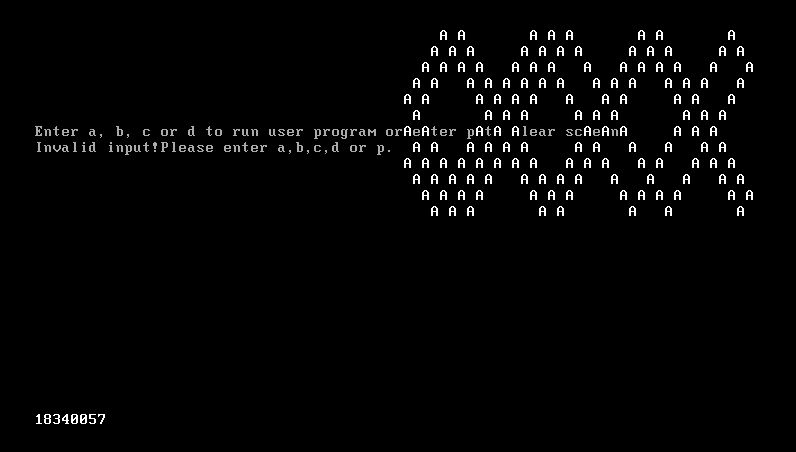 A A    A A A    A A    A
A A A   A A A A   A A A   A A
A A A A  A A A  A  A A A A  A  A
A A  A A A A A A  A A A  A A A  A
A A   A A A A  A  A A   A A  A
A    A A A   A A A    A A A
Enter a, b, c or d to run user program orAeAter pAtA Alear scAeAnA     A A A
Invalid input!Please enter a,b,c,d or p.  A A  A A A A   A A  A  A  A A
A A A A A A A A  A A A  A A  A A A
A A A A A  A A A A  A  A  A  A A
A A A A   A A A   A A A A   A A
A A A    A A    A  A    A
18340057